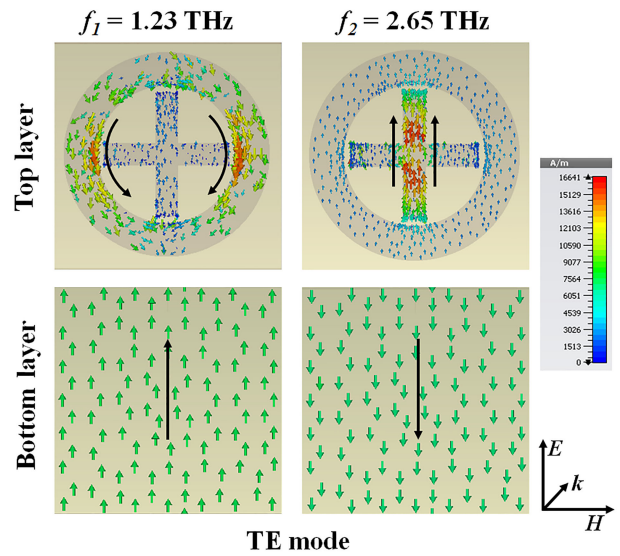 f1 = 1.23 THz
f2 = 2.65 THz
Top layer
A/m
16641
15129
13616
12103
10590
9077
7564
6051
4539
3026
1513
0
Bottom layer
E
k
H
TE mode